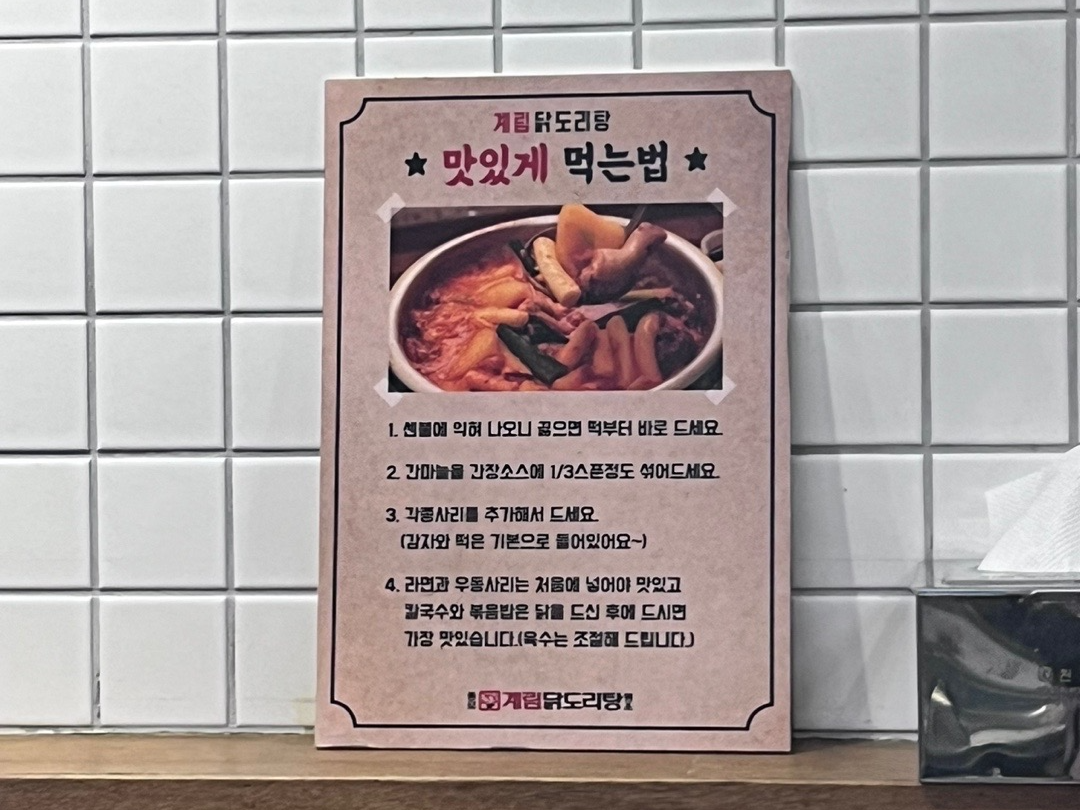 계림닭도리탕
★ 맛있게 먹는법 ★
1. 센불에 익혀 나오니 끓으면 떡부터 바로 드세요.
2. 간마늘을 간장소스에 1/3스푼정도 섞어드세요.
3. 각종사리를 추가해서 드세요.
(감자와 떡은 기본으로 들어있어요~)
4. 라면과 우동사리는 처음에 넣어야 맛있고
칼국수와 볶음밥은 닭을 드신 후에 드시면
가장 맛있습니다.(육수는 조절해 드립니다.)
계림닭도리탕